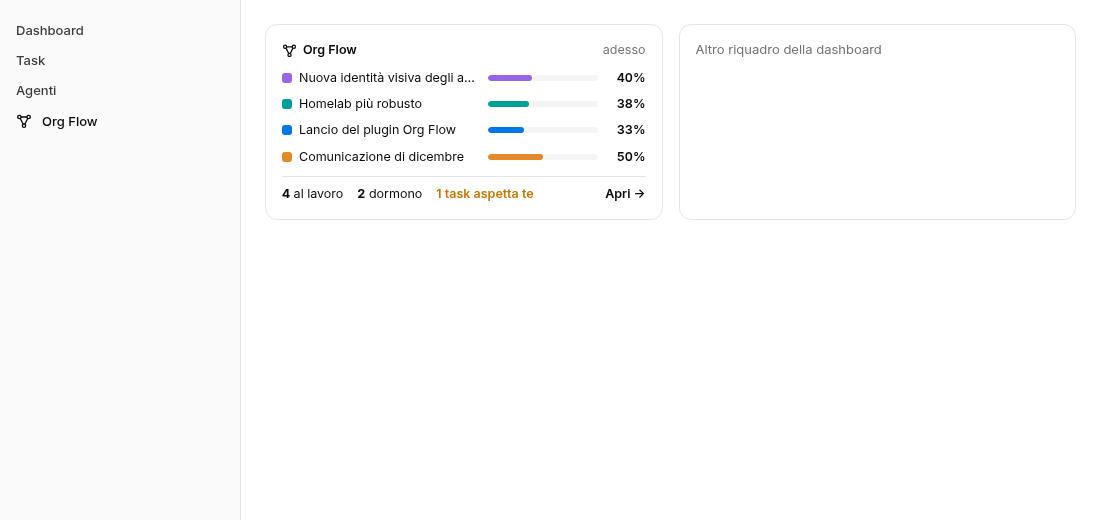 Dashboard
Task
Agenti
Org Flow
Org Flow adesso
Nuova identità visiva degli a... 40%
Homelab più robusto 38%
Lancio del plugin Org Flow 33%
Comunicazione di dicembre 50%
4 al lavoro 2 dormono 1 task aspetta te Apri →
Altro riquadro della dashboard